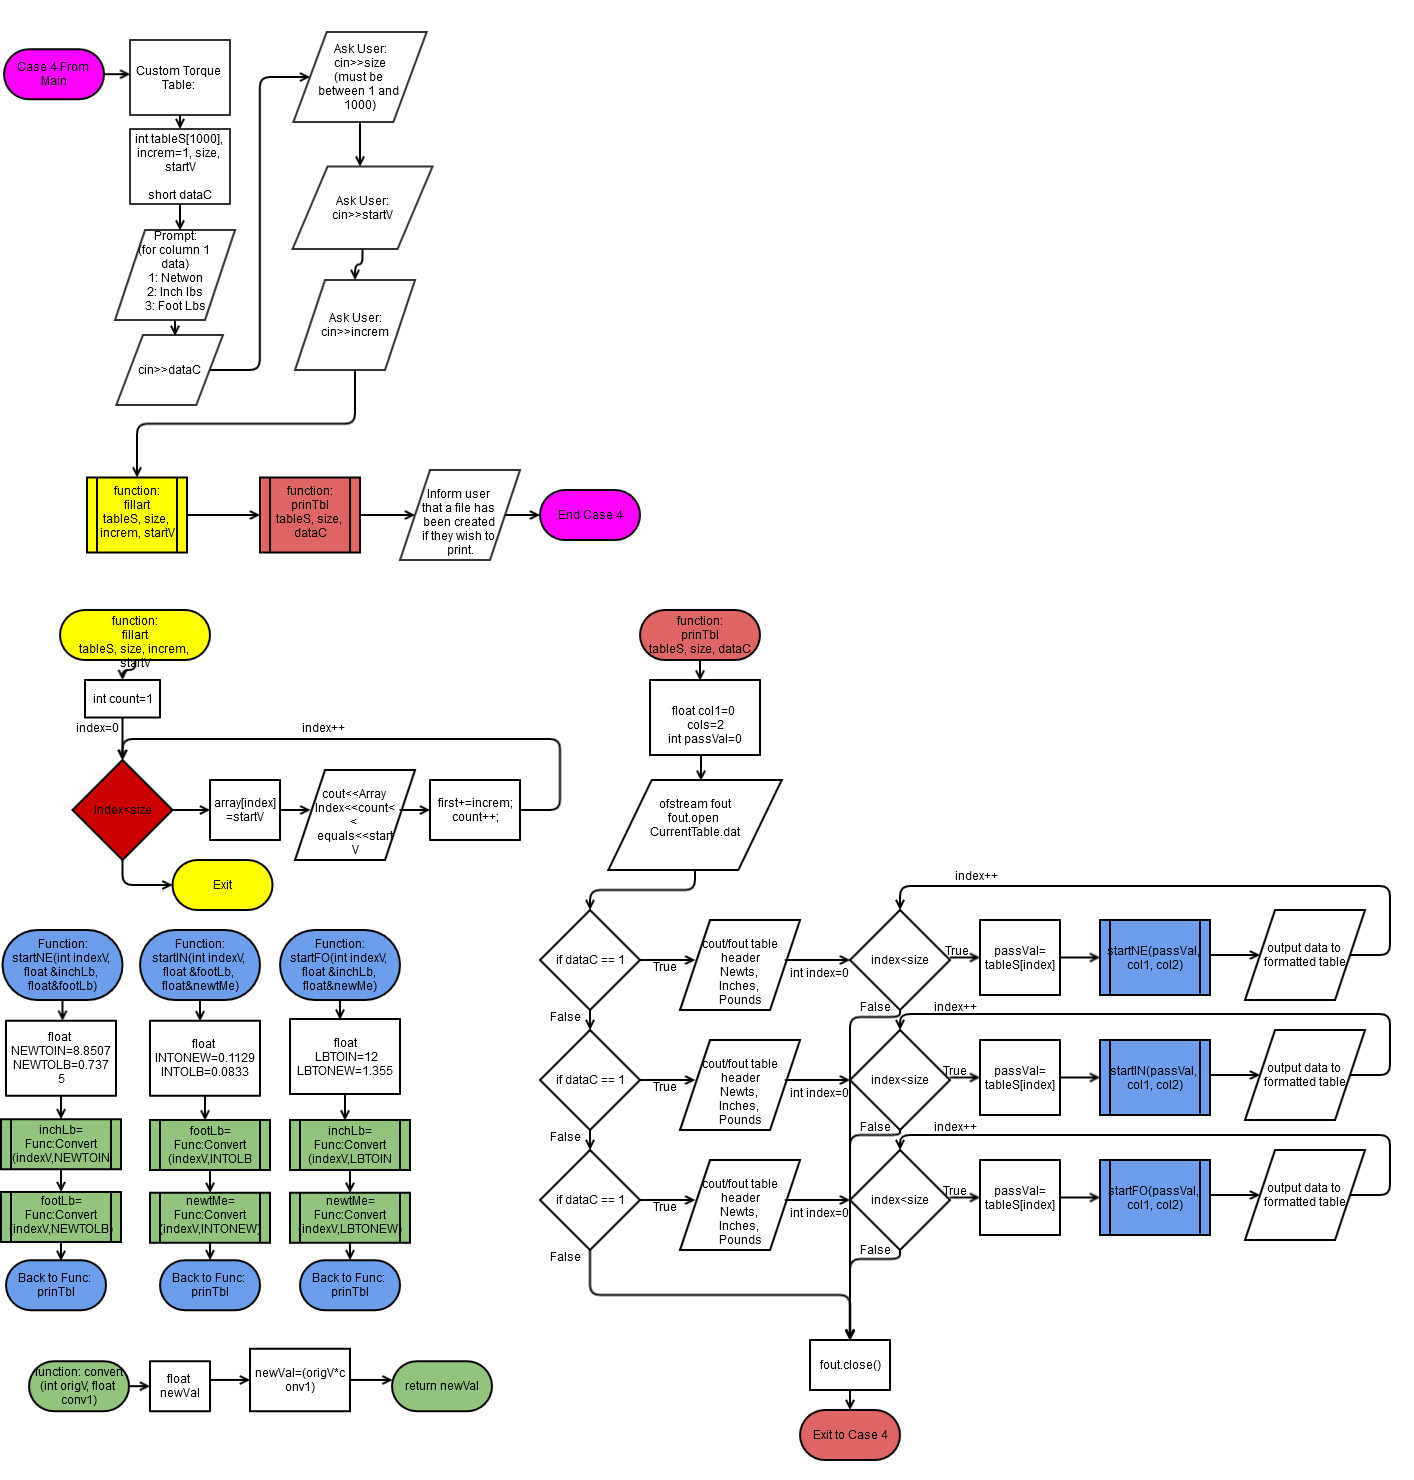 Case 4 From
Main
Custom Torque
Table:
int tableS[1000],
increm=1, size,
startV
short dataC
Prompt:
(for column 1
data)
1: Netwon
2: Inch lbs
3: Foot Lbs
cin>>dataC
Ask User:
cin>>size
(must be
between 1 and
1000)
Ask User:
cin>>startV
Ask User:
cin>>increm
function:
fillart
tableS, size,
increm, startV
function:
prinTbl
tableS, size,
dataC
Inform user
that a file has
been created
if they wish to
print.
End Case 4
function:
fillart
tableS, size, increm,
startV
int count=1
index=0
index++
index<size
array[index]
=startV
cout<<Array
Index<<count<
<
equals<<start
V
first+=increm;
count++;
Exit
function:
prinTbl
tableS, size, dataC
float col1=0
cols=2
int passVal=0
ofstream fout
fout.open
CurrentTable.dat
if dataC == 1
True
False
cout/fout table
header
Newts,
Inches,
Pounds
int index=0
index++
index<size
True
False
passVal=
tableS[index]
startNE(passVal,
col1, col2)
output data to
formatted table
if dataC == 1
True
False
cout/fout table
header
Newts,
Inches,
Pounds
int index=0
index++
index<size
True
False
passVal=
tableS[index]
startIN(passVal,
col1, col2)
output data to
formatted table
if dataC == 1
True
False
cout/fout table
header
Newts,
Inches,
Pounds
int index=0
index++
index<size
True
False
passVal=
tableS[index]
startFO(passVal,
col1, col2)
output data to
formatted table
fout.close()
Exit to Case 4
Function:
startNE(int indexV,
float &inchLb,
float&footLb)
float
NEWTOIN=8.8507
NEWTOLB=0.737
5
inchLb=
Func:Convert
(indexV,NEWTOIN
footLb=
Func:Convert
(indexV,NEWTOLB)
Back to Func:
prinTbl
Function:
startIN(int indexV,
float &footLb,
float&newtMe)
float
INTONEW=0.1129
INTOLB=0.0833
footLb=
Func:Convert
(indexV,INTOLB
newtMe=
Func:Convert
(indexV,INTONEW)
Back to Func:
prinTbl
Function:
startFO(int indexV,
float &inchLb,
float&newMe)
float
LBTOIN=12
LBTONEW=1.355
inchLb=
Func:Convert
(indexV,LBTOIN
newtMe=
Func:Convert
(indexV,LBTONEW)
Back to Func:
prinTbl
function: convert
(int origV, float
conv1)
float
newVal
newVal=(origV*c
onv1)
return newVal